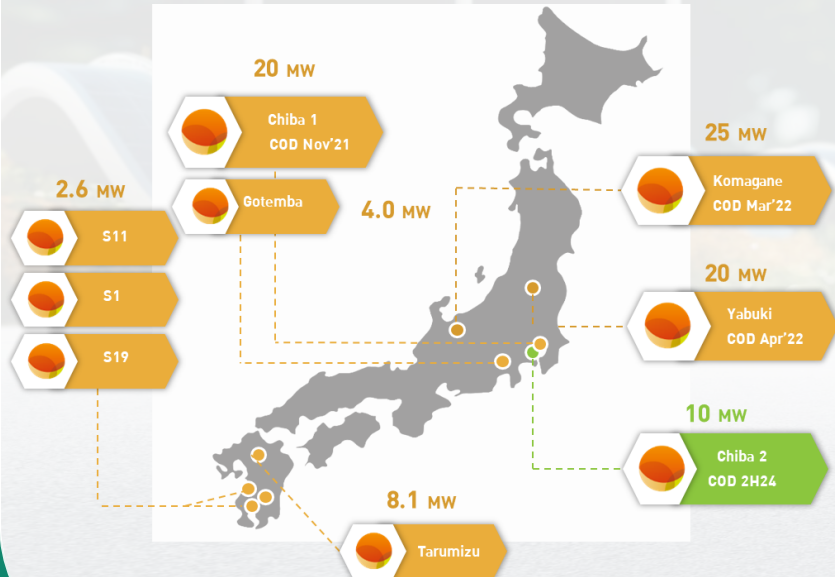 20 MW
Chiba 1
COD Nov'21
Gotemba
4.0 MW
2.6 MW
S11
S1
S19
25 MW
Komagane
COD Mar'22
20 MW
Yabuki
COD Apr'22
10 MW
Chiba 2
COD 2H24
8.1 MW
Tarumizu